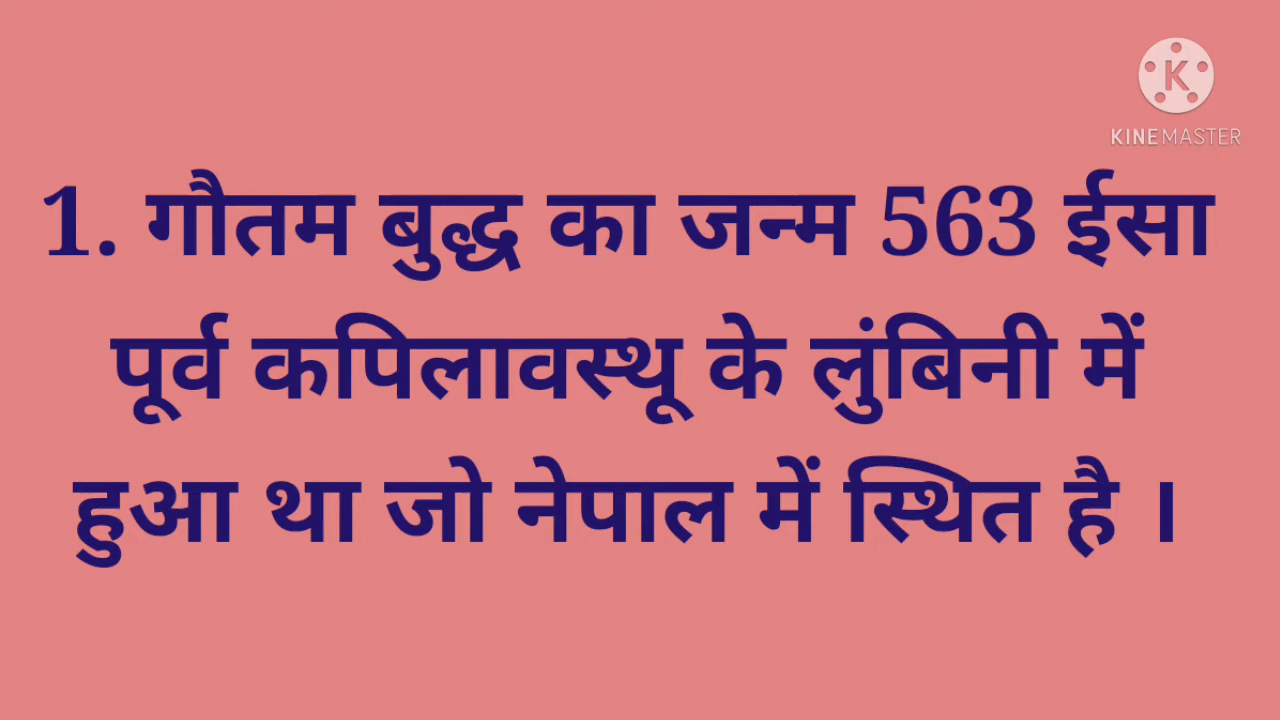 KINEMASTER
1. गौतम बुद्ध का जन्म 563 ईसा
पूर्व कपिलावस्थू के लुंबिनी में
हुआ था जो नेपाल में स्थित है ।